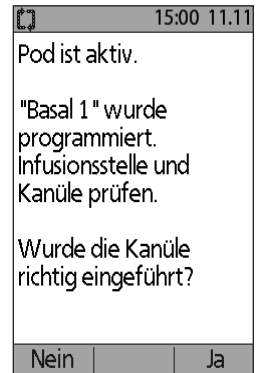 15:00 11.11
Pod ist aktiv.
"Basal 1" wurde
programmiert.
Infusionsstelle und
Kanüle prüfen.
Wurde die Kanüle
richtig eingeführt?
Nein Ja